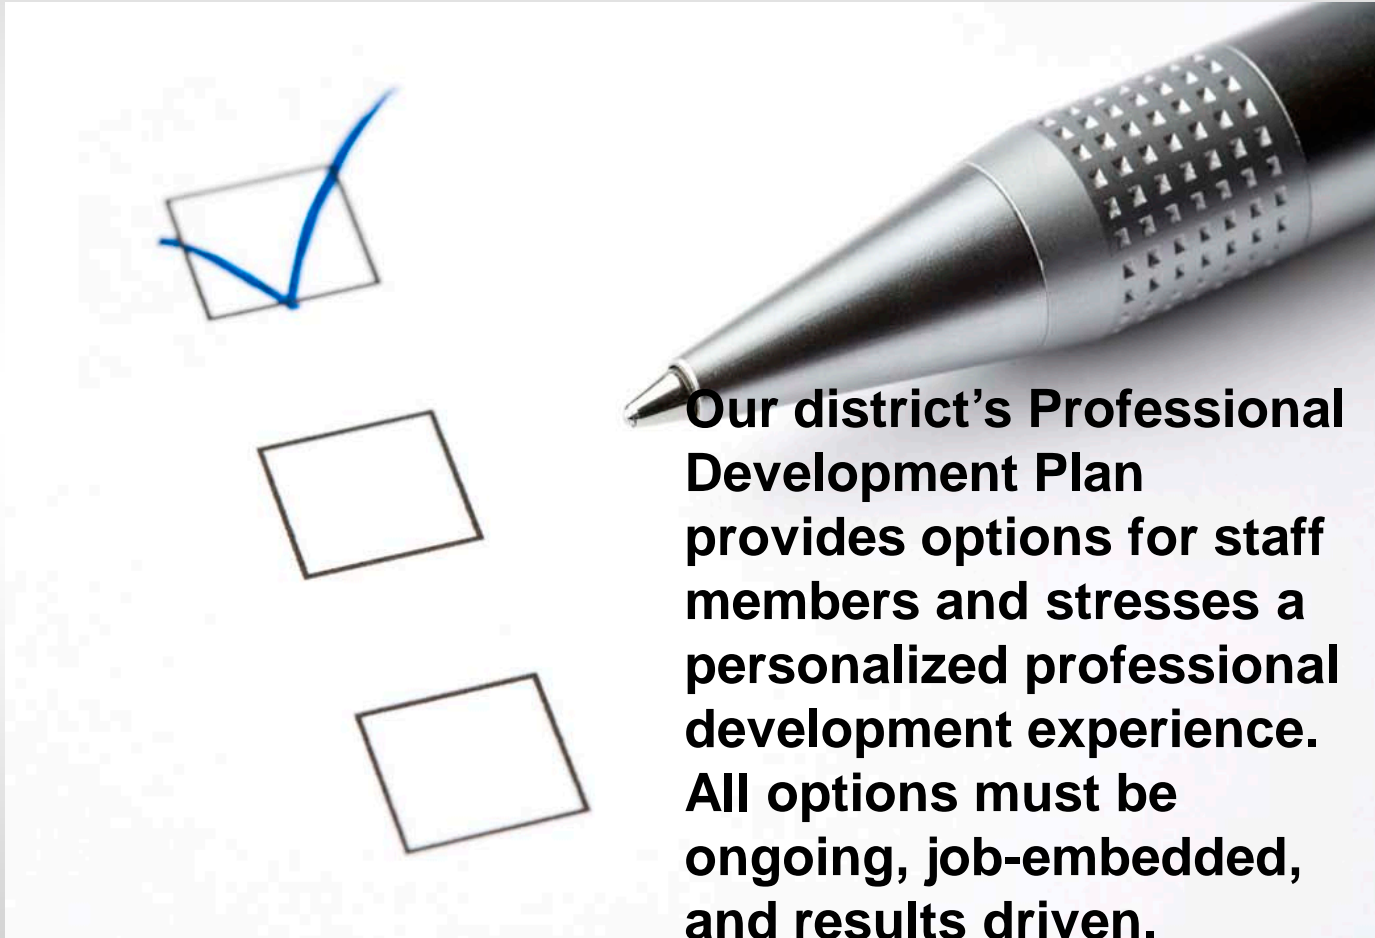 Our district’s Professional
Development Plan
provides options for staff
members and stresses a
personalized professional
development experience.
All options must be
ongoing, job-embedded,
and results driven.